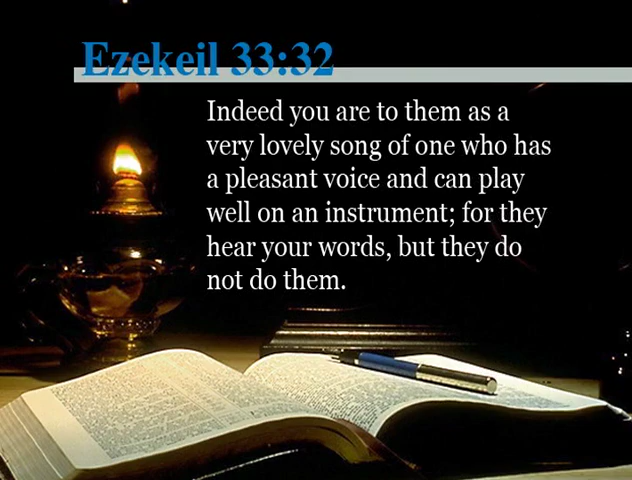 Ezekeil 33:32
Indeed you are to them as a
very lovely song of one who has
a pleasant voice and can play
well on an instrument; for they
hear your words, but they do
not do them.